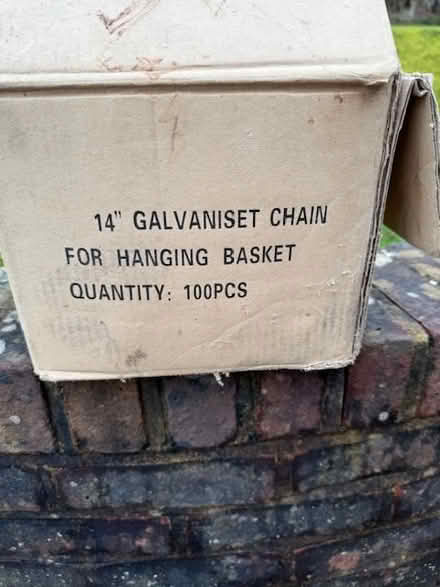 14" GALVANISET CHAIN
FOR HANGING BASKET
QUANTITY: 100PCS